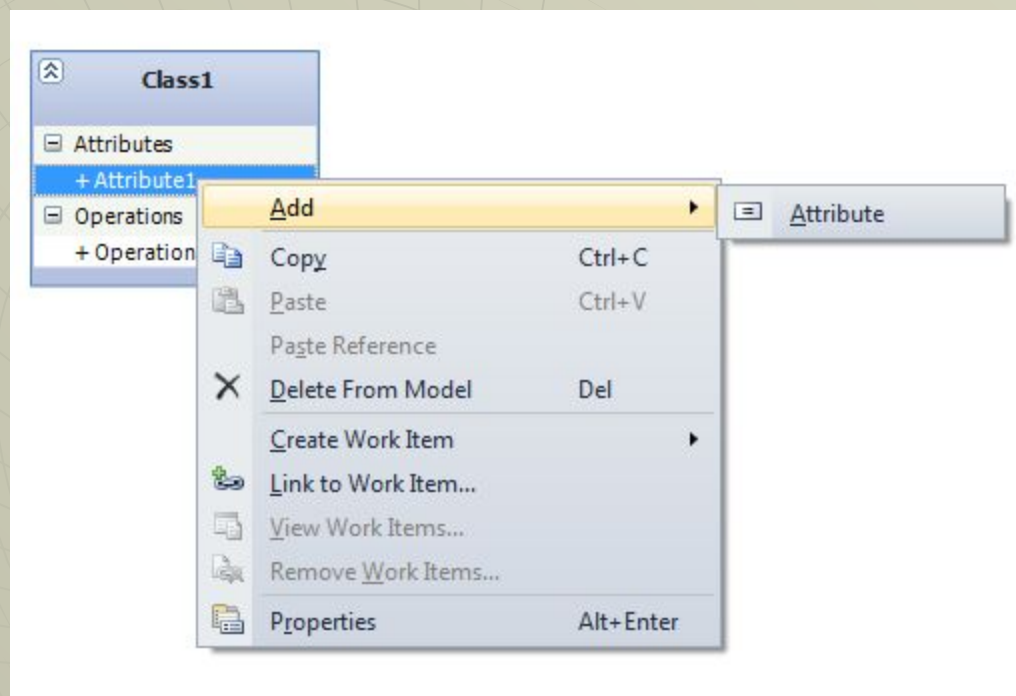 Class1
Attributes
+ Attribute1
Operations
+ Operation
Add
Attribute
Copy Ctrl+C
Paste Ctrl+V
Paste Reference
Delete From Model Del
Create Work Item
Link to Work Item...
View Work Items...
Remove Work Items...
Properties Alt+Enter